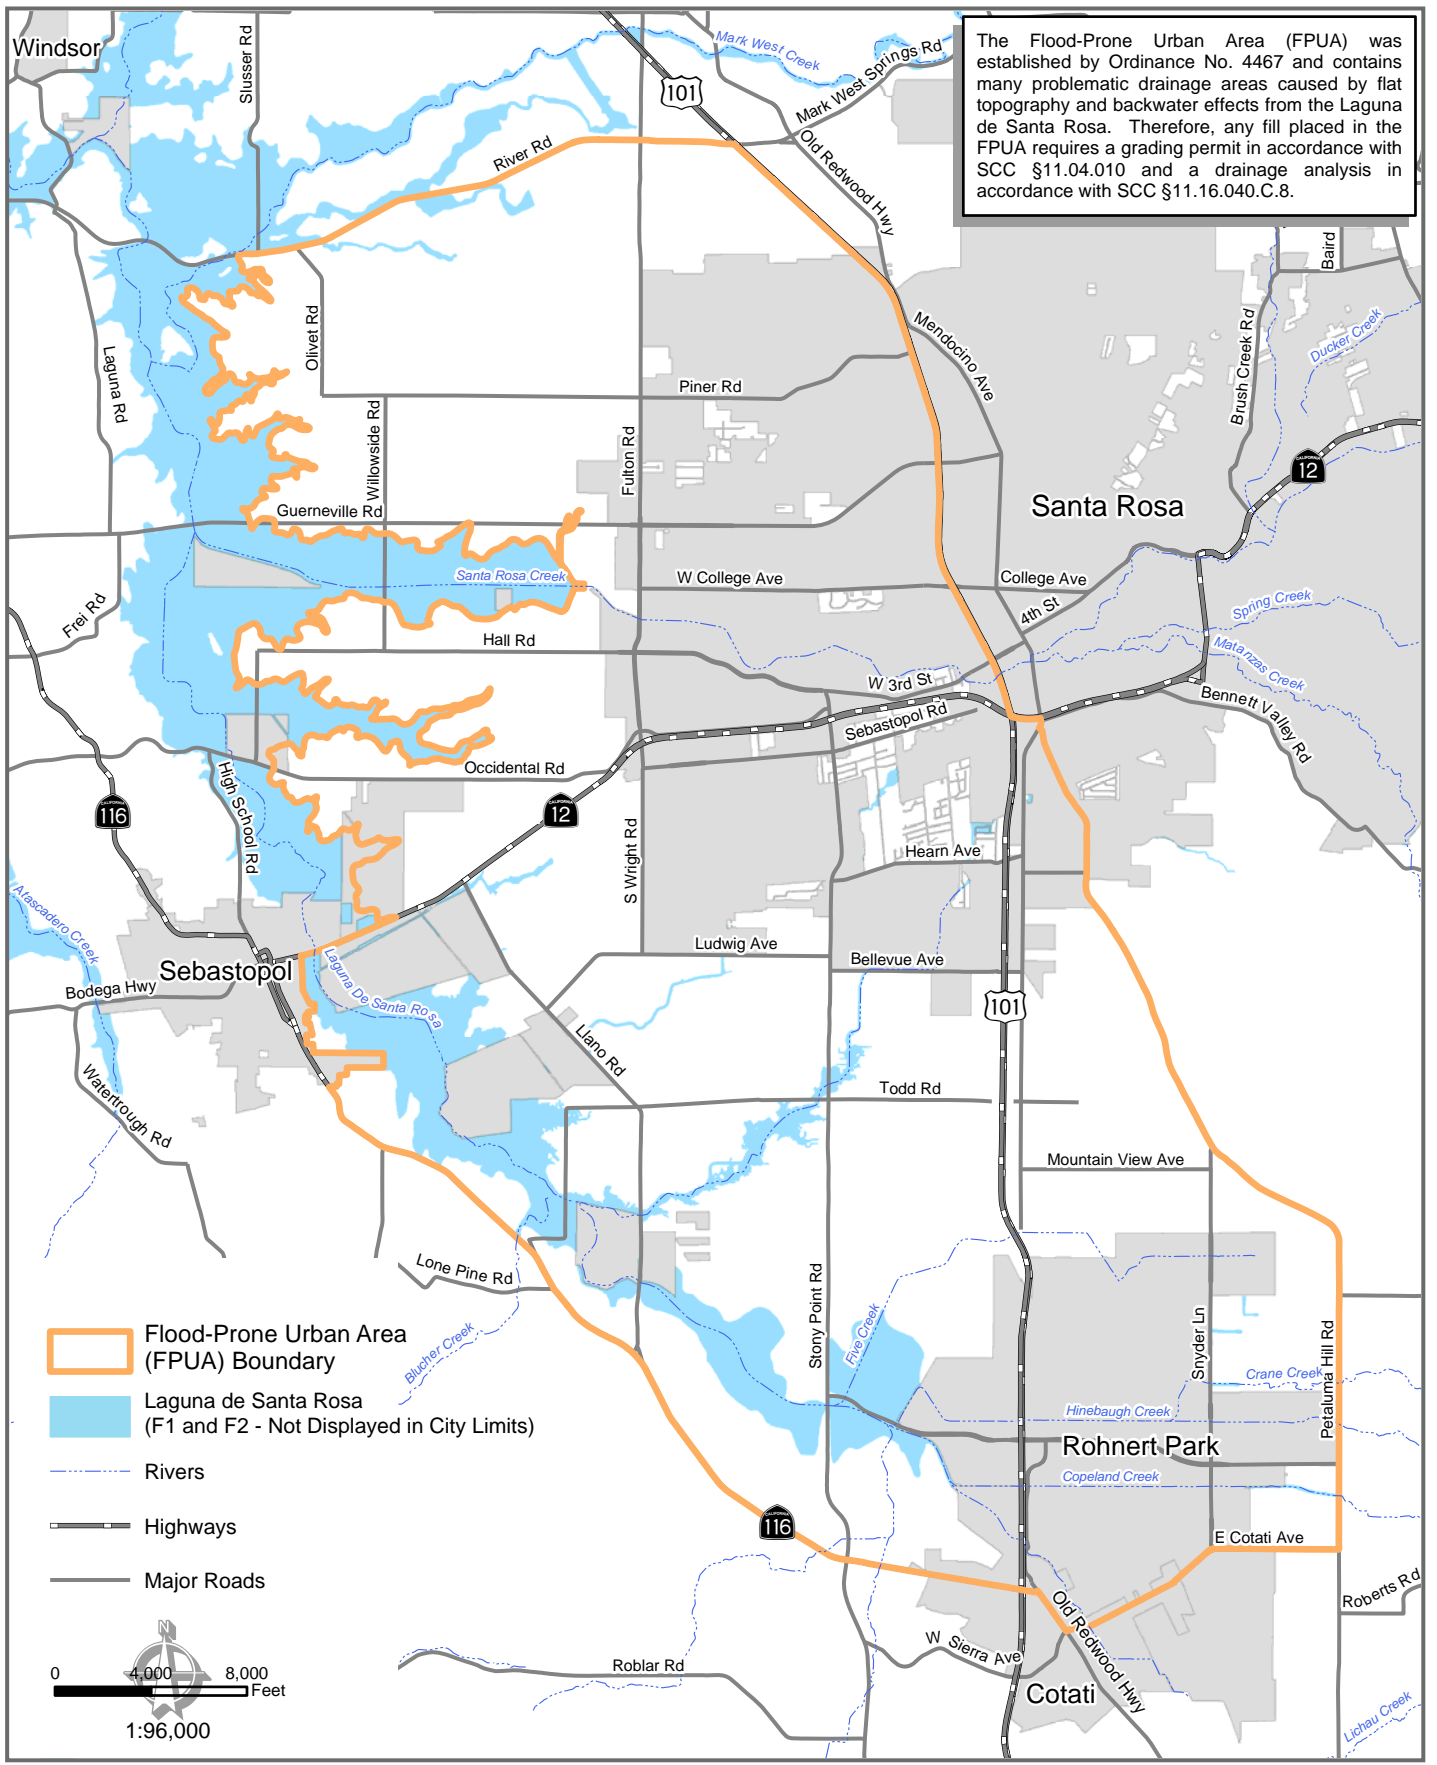 The Flood-Prone Urban Area (FPUA) was
established by Ordinance No. 4467 and contains
many problematic drainage areas caused by flat
topography and backwater effects from the Laguna
de Santa Rosa. Therefore, any fill placed in the
FPUA requires a grading permit in accordance with
SCC §11.04.010 and a drainage analysis in
accordance with SCC §11.16.040.C.8.
Windsor
Slusser Rd
Mark West Creek
Mark West Springs Rd
101
River Rd
Old Redwood Hwy
Baird
Laguna Rd
Olivet Rd
Mendocino Ave
Brush Creek Rd
Ducker Creek
Piner Rd
Willowside Rd
Fulton Rd
CALIFORNIA
12
Santa Rosa
Guerneville Rd
Santa Rosa Creek
W College Ave
College Ave
4th St
Spring Creek
Frei Rd
Hall Rd
Matanzas Creek
W 3rd St
Bennett Valley Rd
Sebastopol Rd
Occidental Rd
High School Rd
CALIFORNIA
116
CALIFORNIA
12
S Wright Rd
Hearn Ave
Atascadero Creek
Ludwig Ave
Bellevue Ave
Sebastopol
Laguna De Santa Rosa
Bodega Hwy
101
Llano Rd
Watertrough Rd
Todd Rd
Mountain View Ave
Lone Pine Rd
Stony Point Rd
Five Creek
Snyder Ln
Petaluma Hill Rd
Blucher Creek
Crane Creek
Hinebaugh Creek
Rohnert Park
Copeland Creek
CALIFORNIA
116
E Cotati Ave
Old Redwood Hwy
Roberts Rd
W Sierra Ave
Roblar Rd
Cotati
Lichau Creek
Flood-Prone Urban Area
(FPUA) Boundary
Laguna de Santa Rosa
(F1 and F2 - Not Displayed in City Limits)
Rivers
Highways
Major Roads
N
0 4,000 8,000
Feet
1:96,000